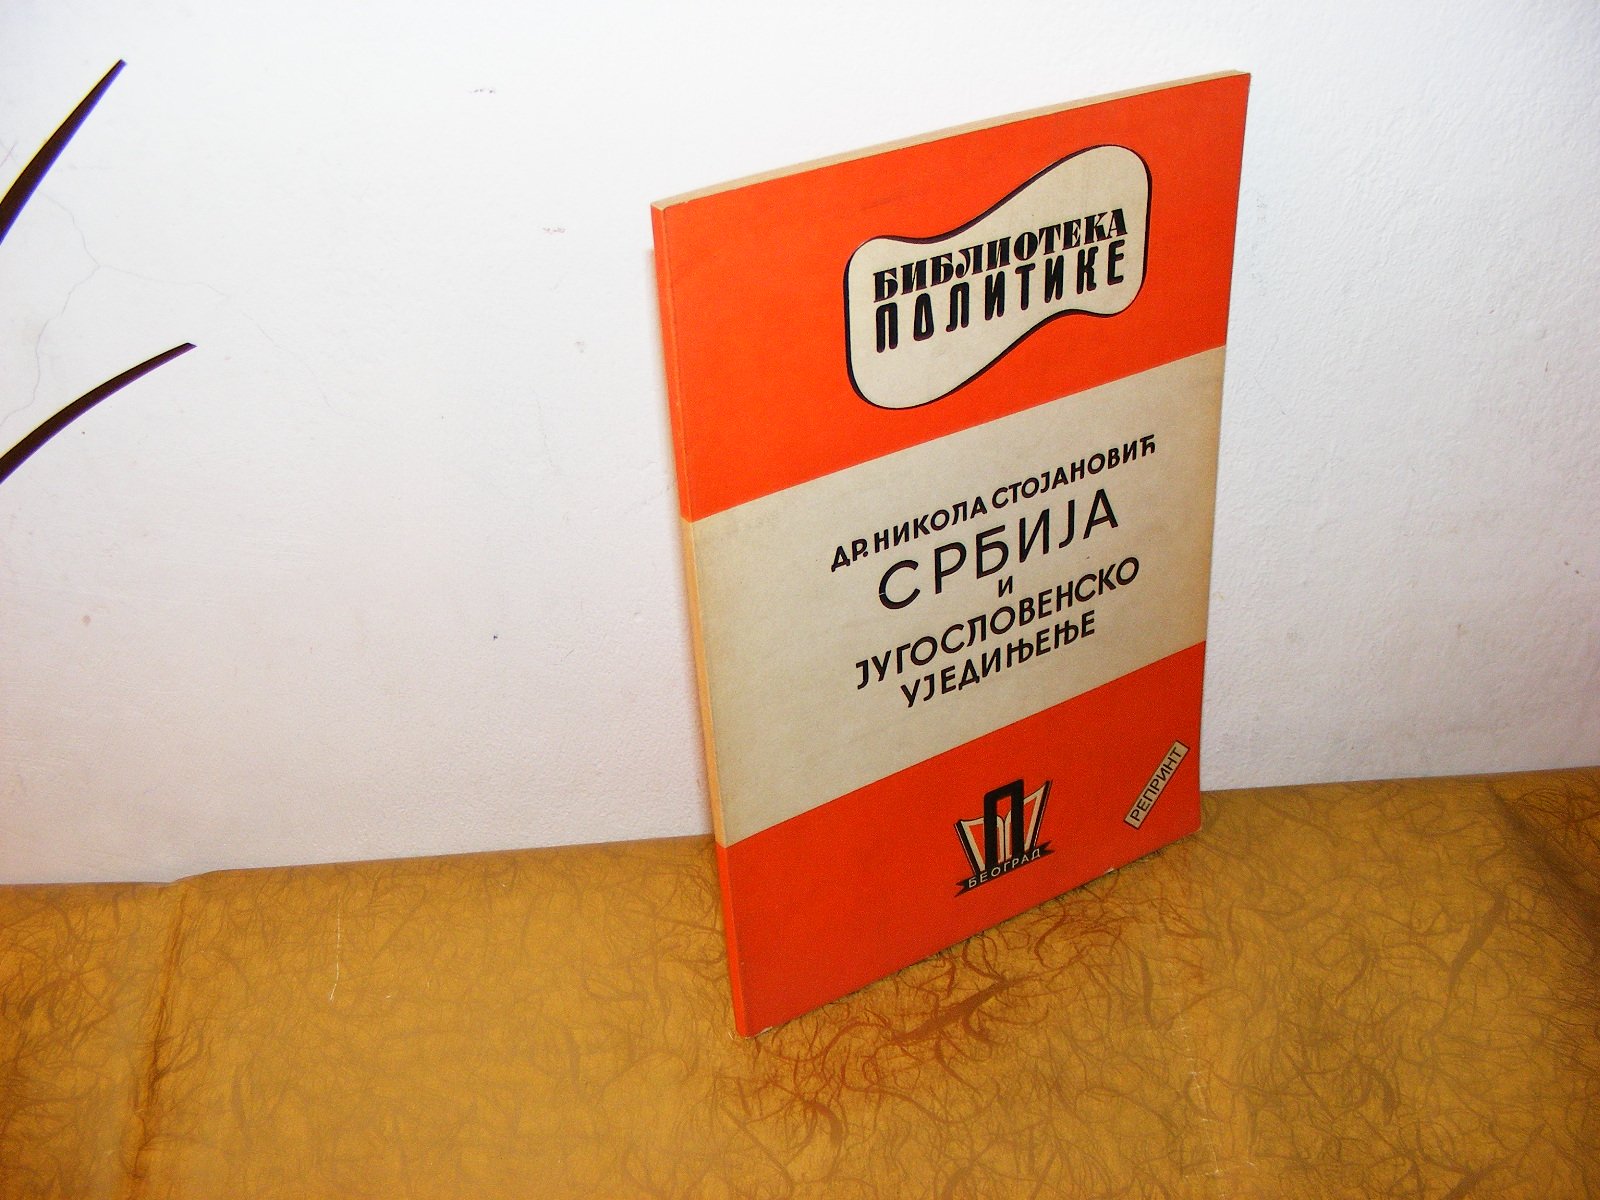 БИБЛИОТЕКА
ПОЛИТИКЕ
ДР. НИКОЛА СТОЈАНОВИЋ
СРБИЈА
И
ЈУГОСЛОВЕНСКО
УЈЕДИЊЕЊЕ
П
БЕОГРАД
РЕПРИНТ